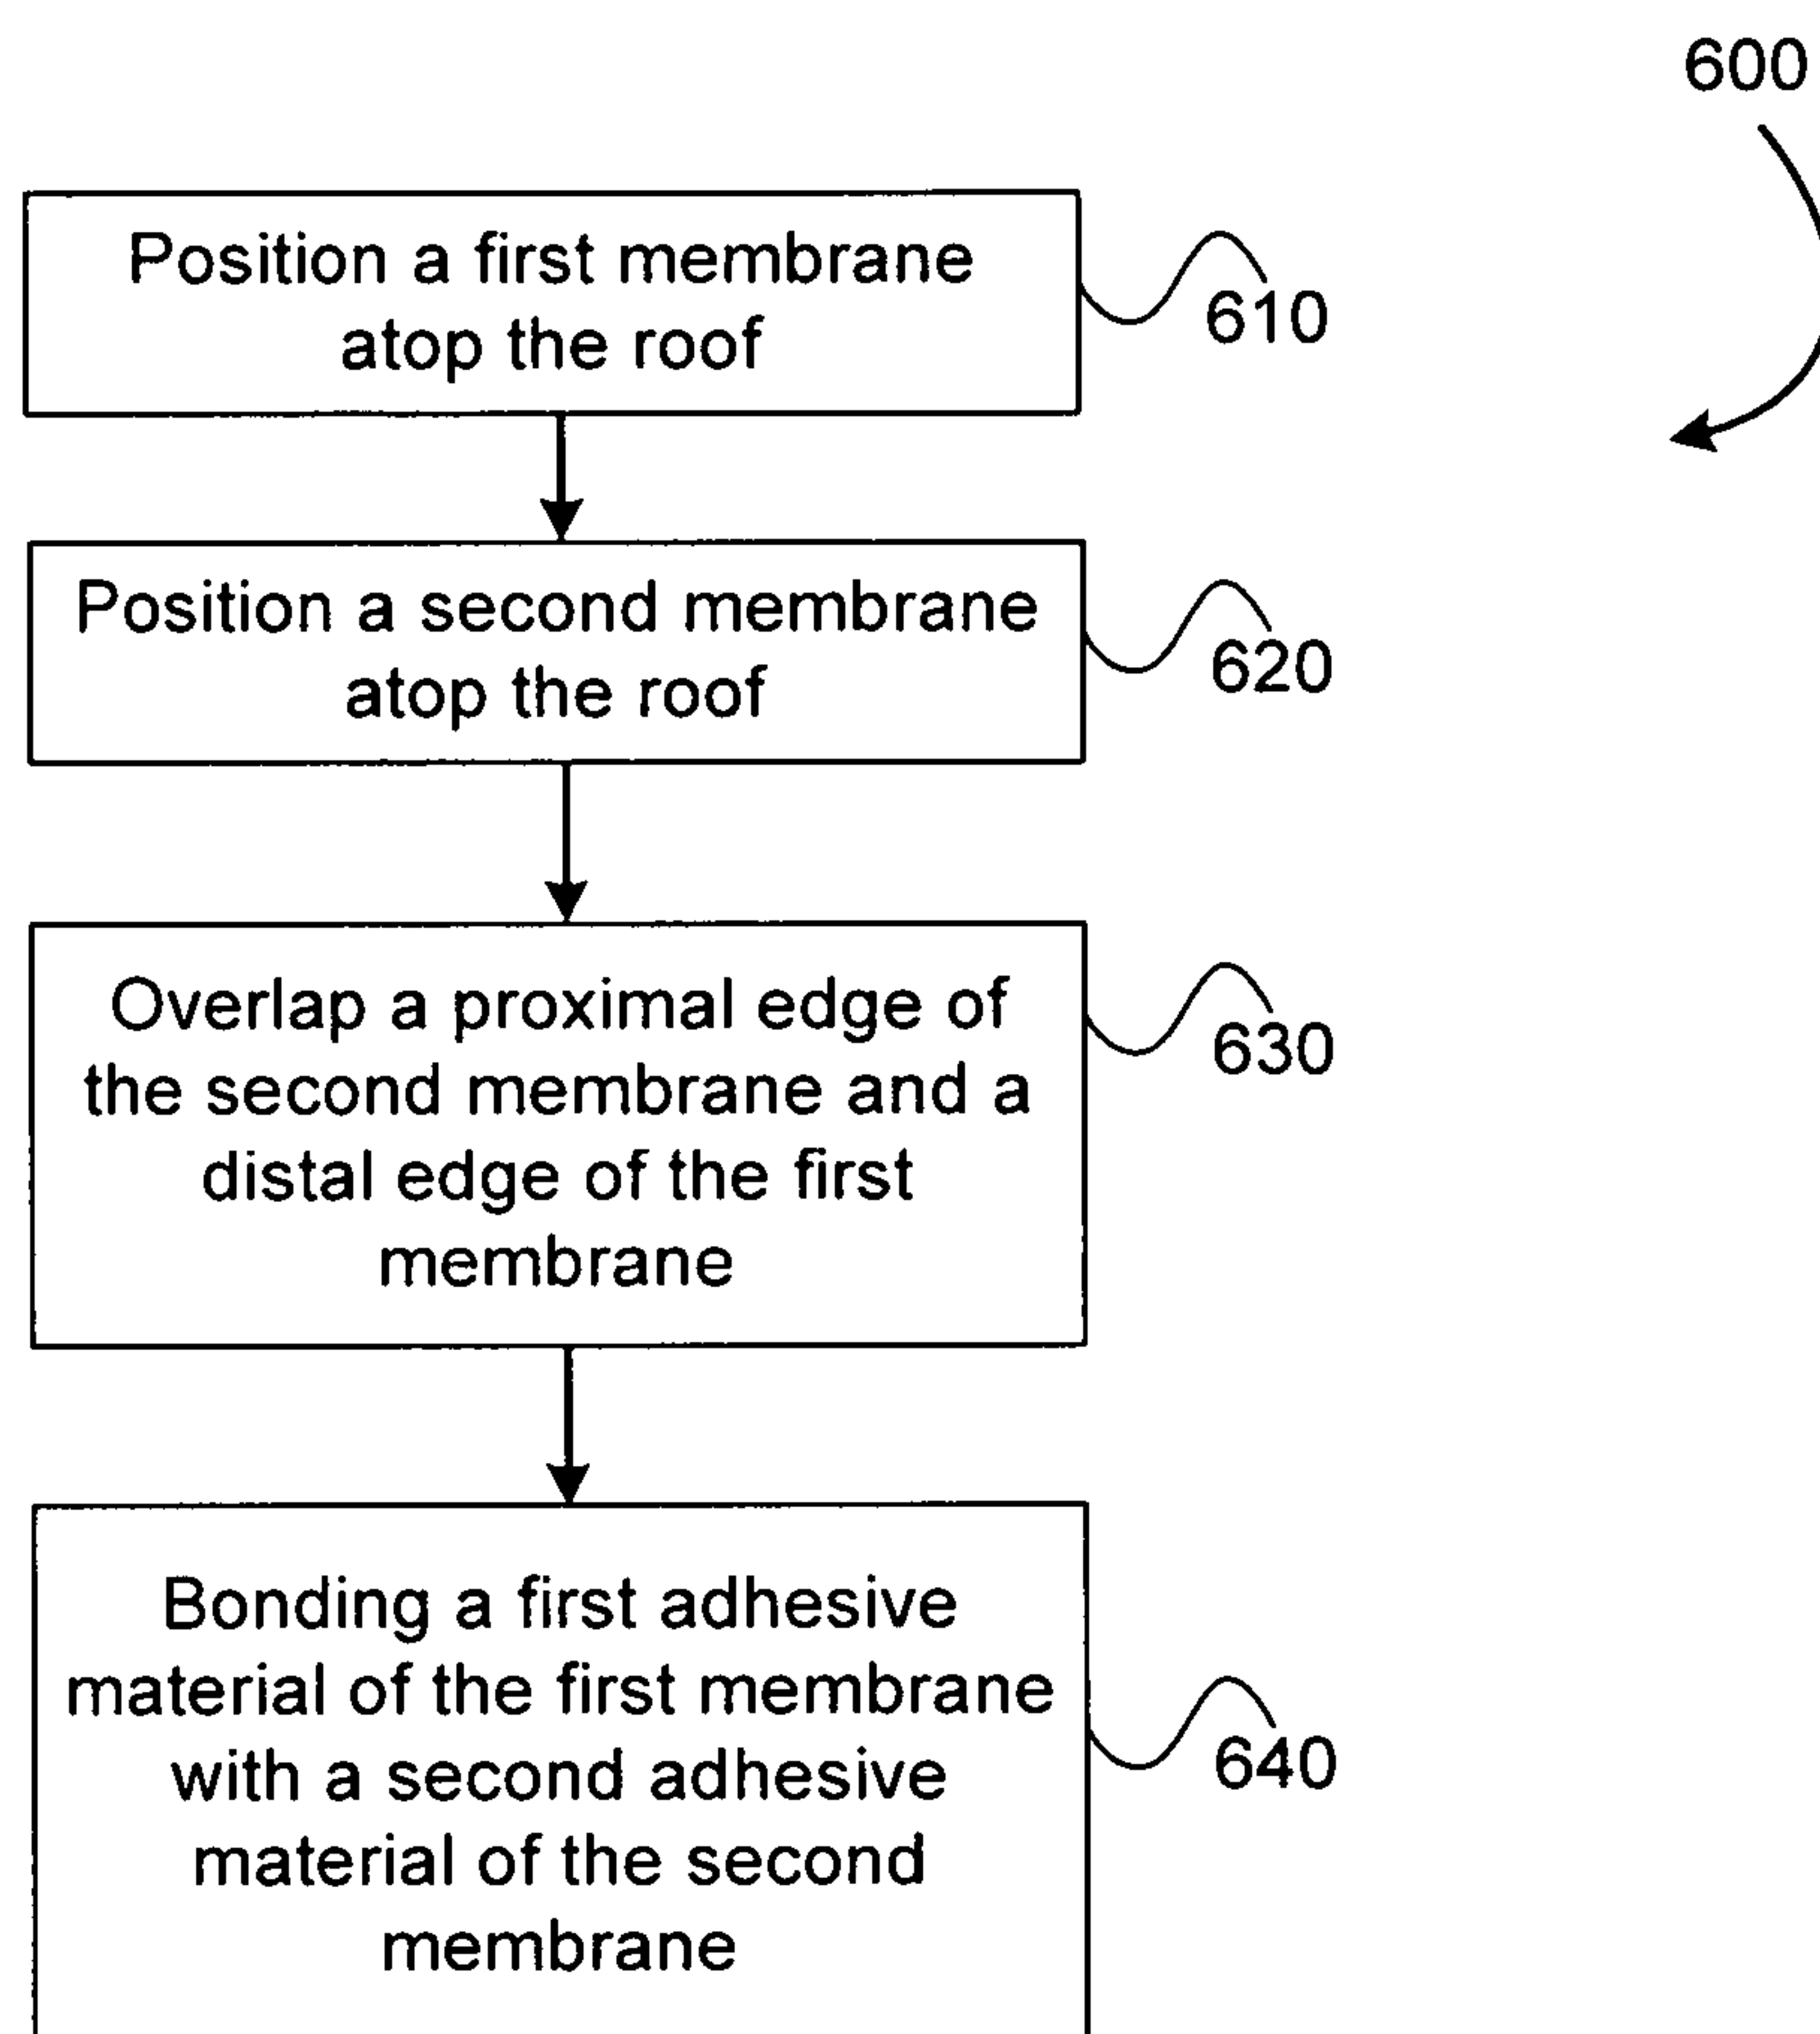 600
Position a first membrane
atop the roof
610
Position a second membrane
atop the roof
620
Overlap a proximal edge of
the second membrane and a
distal edge of the first
membrane
630
Bonding a first adhesive
material of the first membrane
with a second adhesive
material of the second
membrane
640